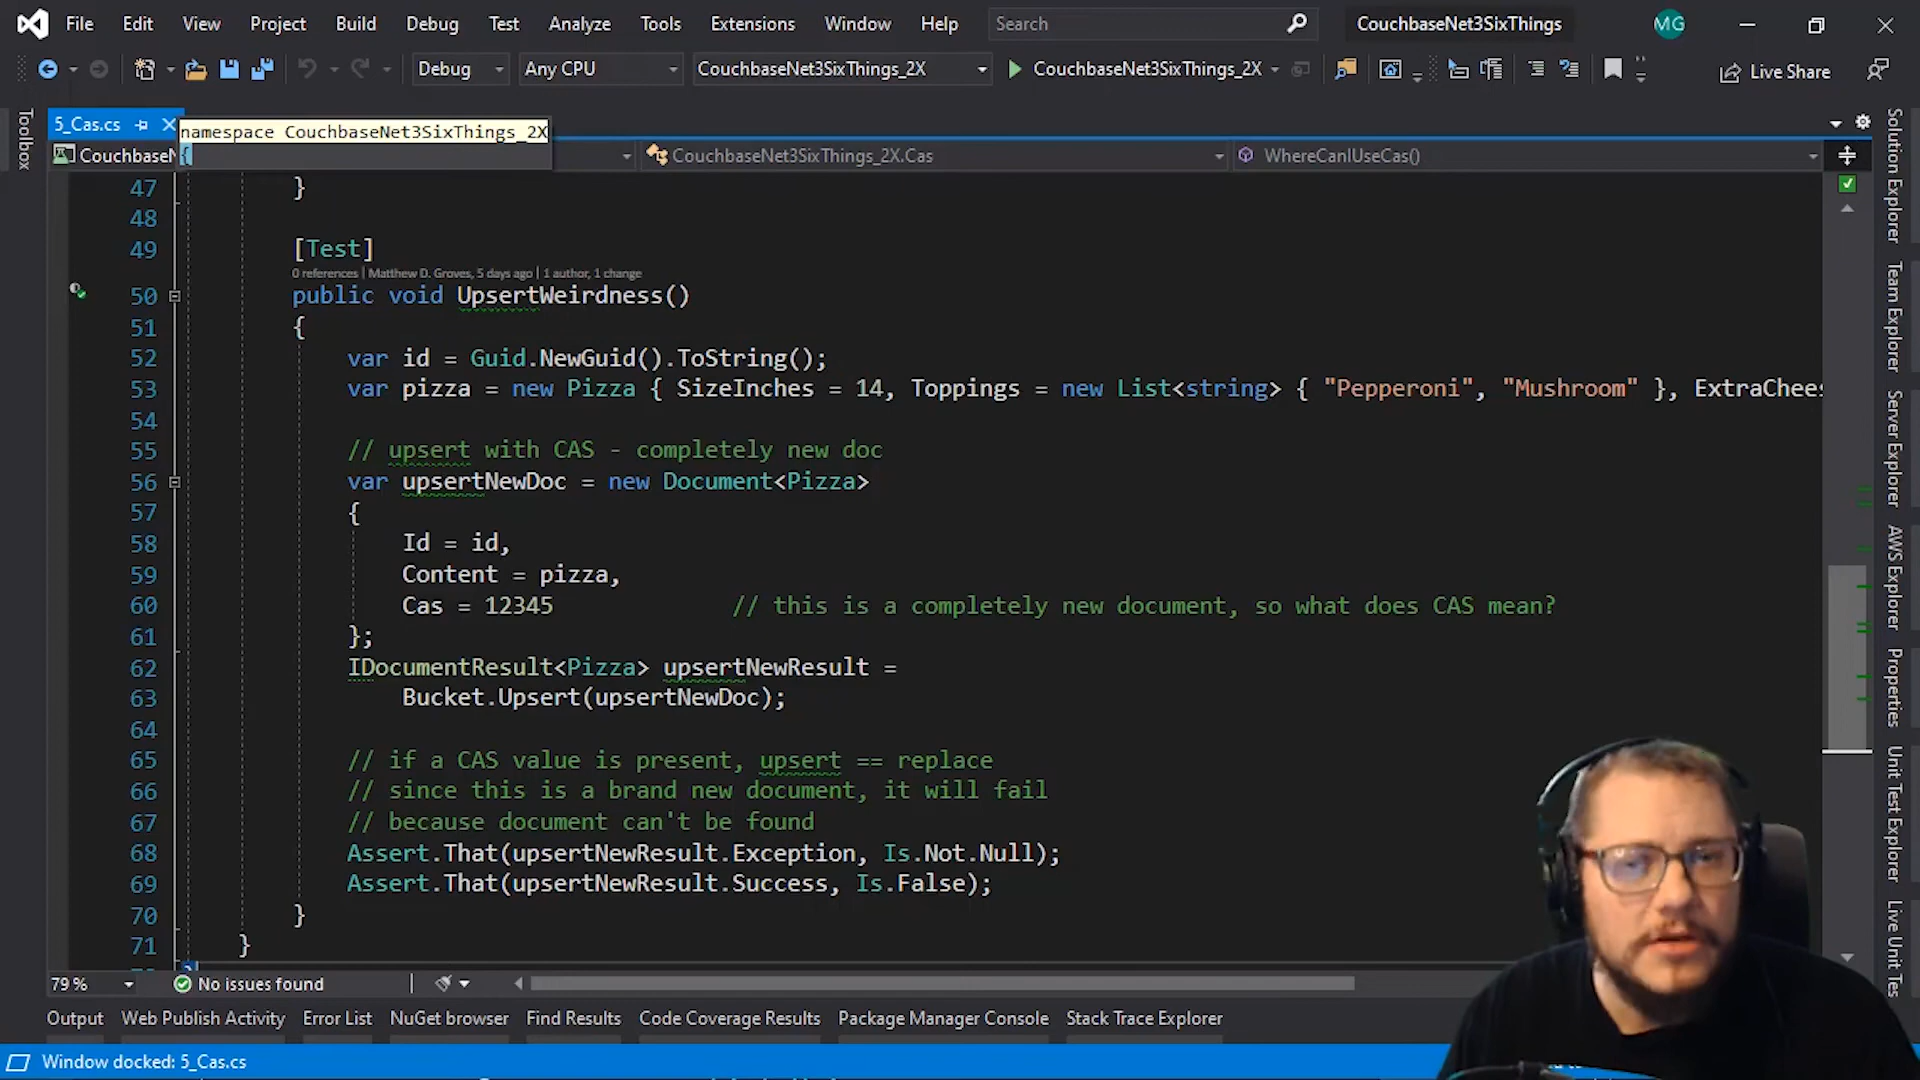 File Edit View Project Build Debug Test Analyze Tools Extensions Window Help Search CouchbaseNet3SixThings MG
Debug Any CPU CouchbaseNet3SixThings_2X CouchbaseNet3SixThings_2X Live Share
5_Cas.cs
namespace CouchbaseNet3SixThings_2X
{
CouchbaseN CouchbaseNet3SixThings_2X.Cas WhereCanIUseCas()
47 }
48
49 [Test]
0 references | Matthew D. Groves, 5 days ago | 1 author, 1 change
50 public void UpsertWeirdness()
51 {
52 var id = Guid.NewGuid().ToString();
53 var pizza = new Pizza { SizeInches = 14, Toppings = new List<string> { "Pepperoni", "Mushroom" }, ExtraChees
54
55 // upsert with CAS - completely new doc
56 var upsertNewDoc = new Document<Pizza>
57 {
58 Id = id,
59 Content = pizza,
60 Cas = 12345 // this is a completely new document, so what does CAS mean?
61 };
62 IDocumentResult<Pizza> upsertNewResult =
63 Bucket.Upsert(upsertNewDoc);
64
65 // if a CAS value is present, upsert == replace
66 // since this is a brand new document, it will fail
67 // because document can't be found
68 Assert.That(upsertNewResult.Exception, Is.Not.Null);
69 Assert.That(upsertNewResult.Success, Is.False);
70 }
71 }
79 % No issues found
Output Web Publish Activity Error List NuGet browser Find Results Code Coverage Results Package Manager Console Stack Trace Explorer
Window docked: 5_Cas.cs
Toolbox
Solution Explorer
Team Explorer
Server Explorer
AWS Explorer
Properties
Unit Test Explorer
Live Unit Tes